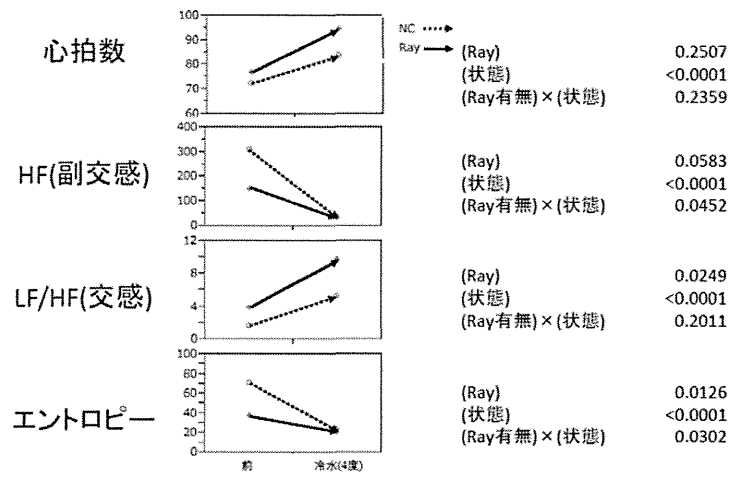 心拍数
100
90
80
70
60
NC
Ray
(Ray) 0.2507
(状態) <0.0001
(Ray有無)×(状態) 0.2359
HF(副交感)
400
300
200
100
0
(Ray) 0.0583
(状態) <0.0001
(Ray有無)×(状態) 0.0452
LF/HF(交感)
12
8
4
0
(Ray) 0.0249
(状態) <0.0001
(Ray有無)×(状態) 0.2011
エントロピー
100
80
60
40
20
0
(Ray) 0.0126
(状態) <0.0001
(Ray有無)×(状態) 0.0302
前 冷水(4度)